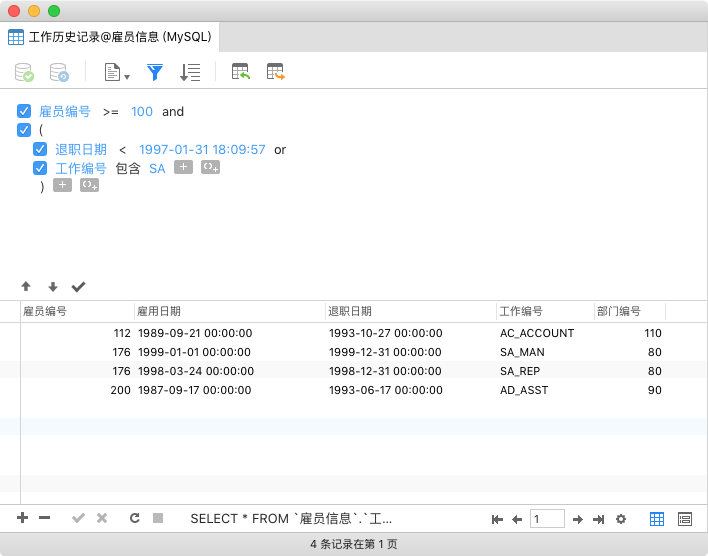 工作历史记录@雇员信息 (MySQL)
雇员编号 >= 100 and
(
退职日期 < 1997-01-31 18:09:57 or
工作编号 包含 SA
)
雇员编号 雇用日期 退职日期 工作编号 部门编号
112 1989-09-21 00:00:00 1993-10-27 00:00:00 AC_ACCOUNT 110
176 1999-01-01 00:00:00 1999-12-31 00:00:00 SA_MAN 80
176 1998-03-24 00:00:00 1998-12-31 00:00:00 SA_REP 80
200 1987-09-17 00:00:00 1993-06-17 00:00:00 AD_ASST 90
SELECT * FROM `雇员信息`.`工... 1
4 条记录在第 1 页